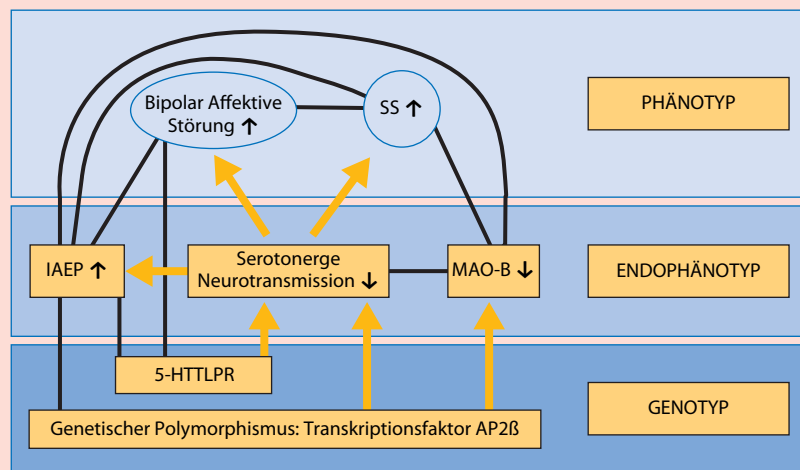 Bipolar Affektive
Störung ↑
SS ↑
PHÄNOTYP
IAEP ↑
Serotonerge
Neurotransmission ↓
MAO-B ↓
ENDOPHÄNOTYP
5-HTTLPR
Genetischer Polymorphismus: Transkriptionsfaktor AP2ß
GENOTYP